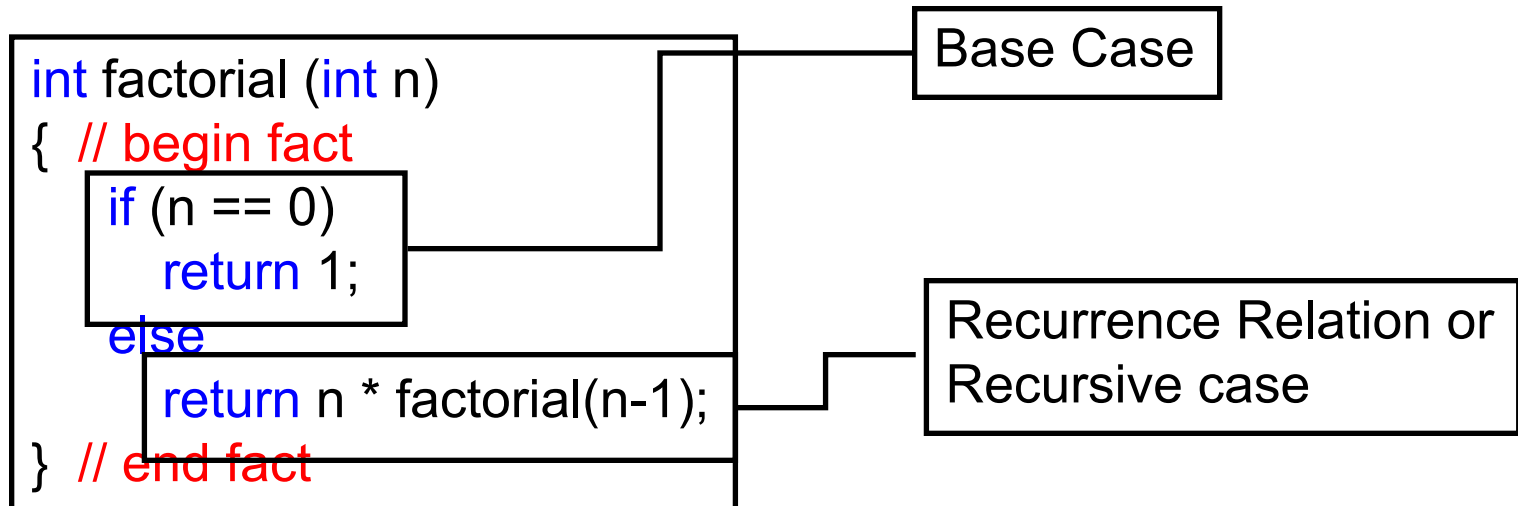 int factorial (int n)
{ // begin fact
if (n == 0)
return 1;
else
return n * factorial(n-1);
} // end fact
Base Case
Recurrence Relation or
Recursive case